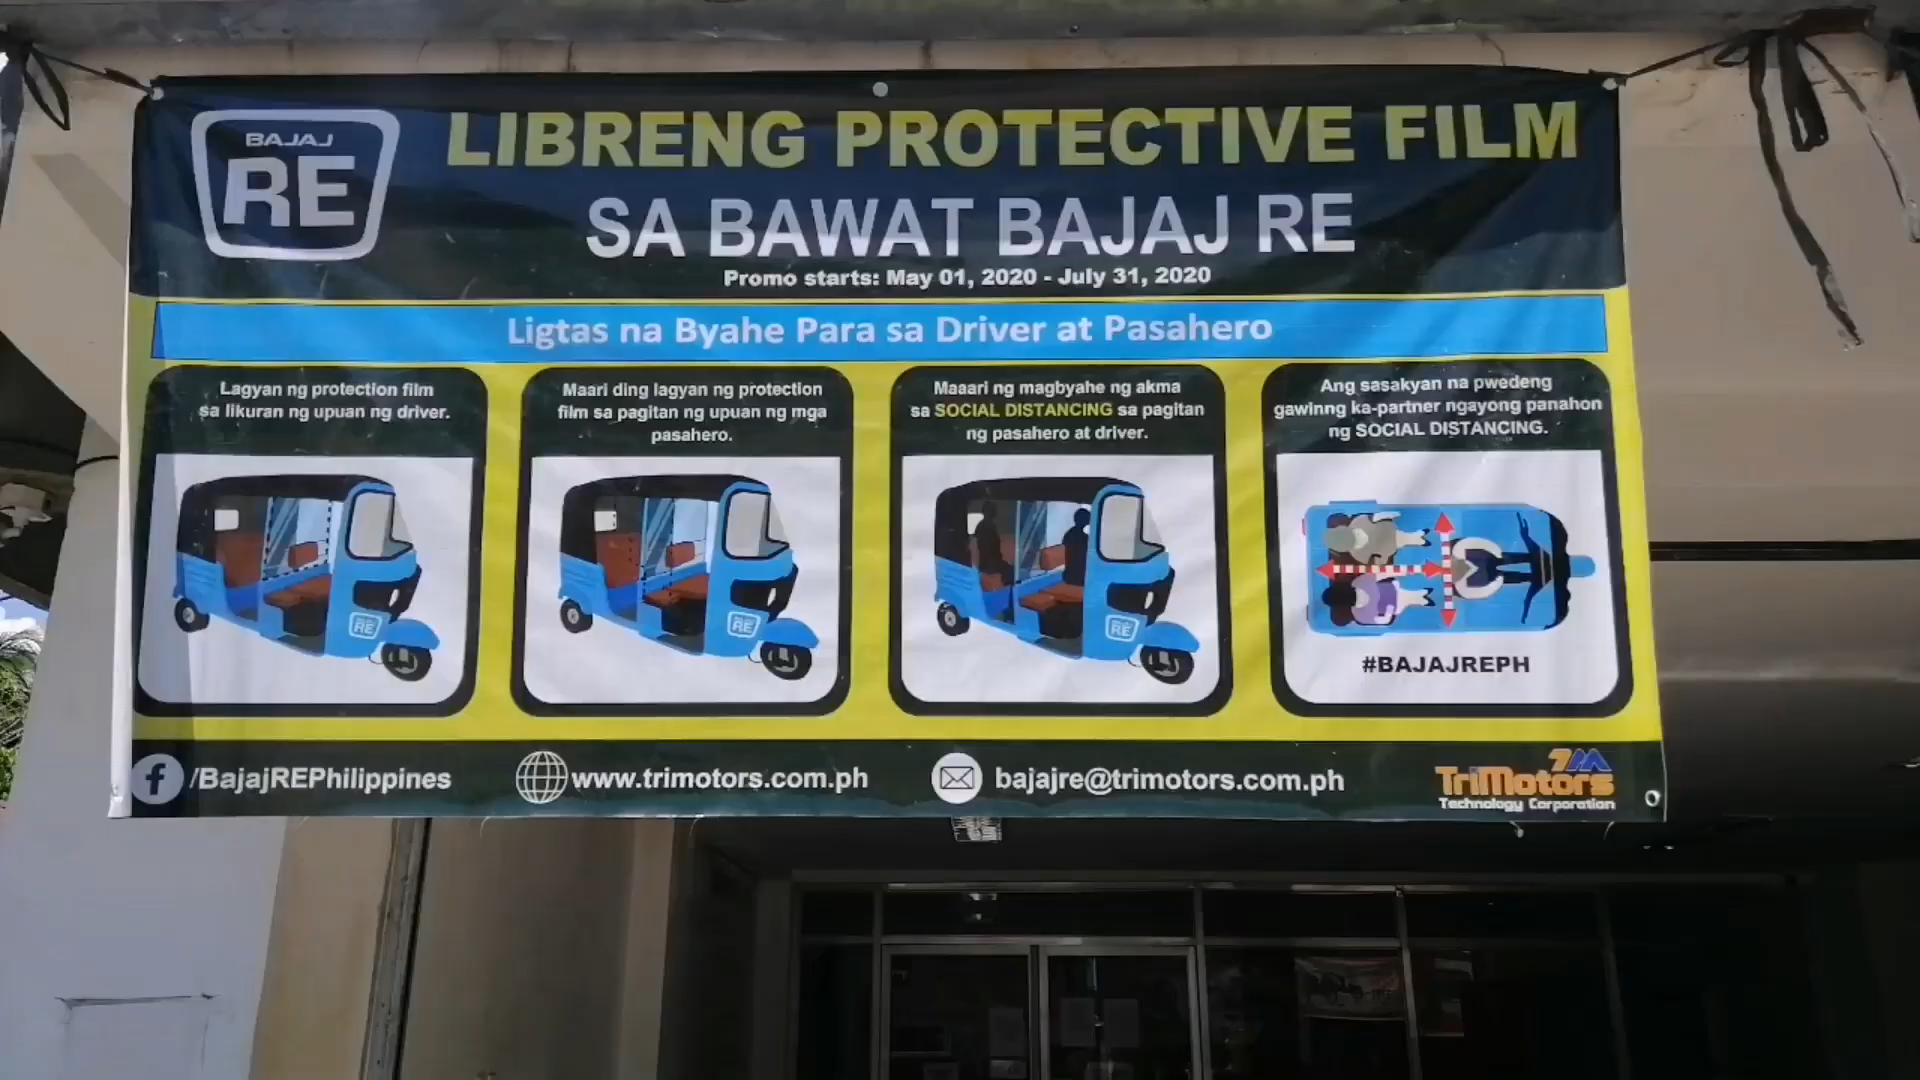 BAJAJ
RE
LIBRENG PROTECTIVE FILM
SA BAWAT BAJAJ RE
Promo starts: May 01, 2020 - July 31, 2020
Ligtas na Byahe Para sa Driver at Pasahero
Lagyan ng protection film
sa likuran ng upuan ng driver.
Maari ding lagyan ng protection
film sa pagitan ng upuan ng mga
pasahero.
Maaari ng magbyahe ng akma
sa SOCIAL DISTANCING sa pagitan
ng pasahero at driver.
Ang sasakyan na pwedeng
gawinng ka-partner ngayong panahon
ng SOCIAL DISTANCING.
RE
RE
RE
#BAJAJREPH
f /BajajREPhilippines
www.trimotors.com.ph
bajajre@trimotors.com.ph
TM
TriMotors
Technology Corporation